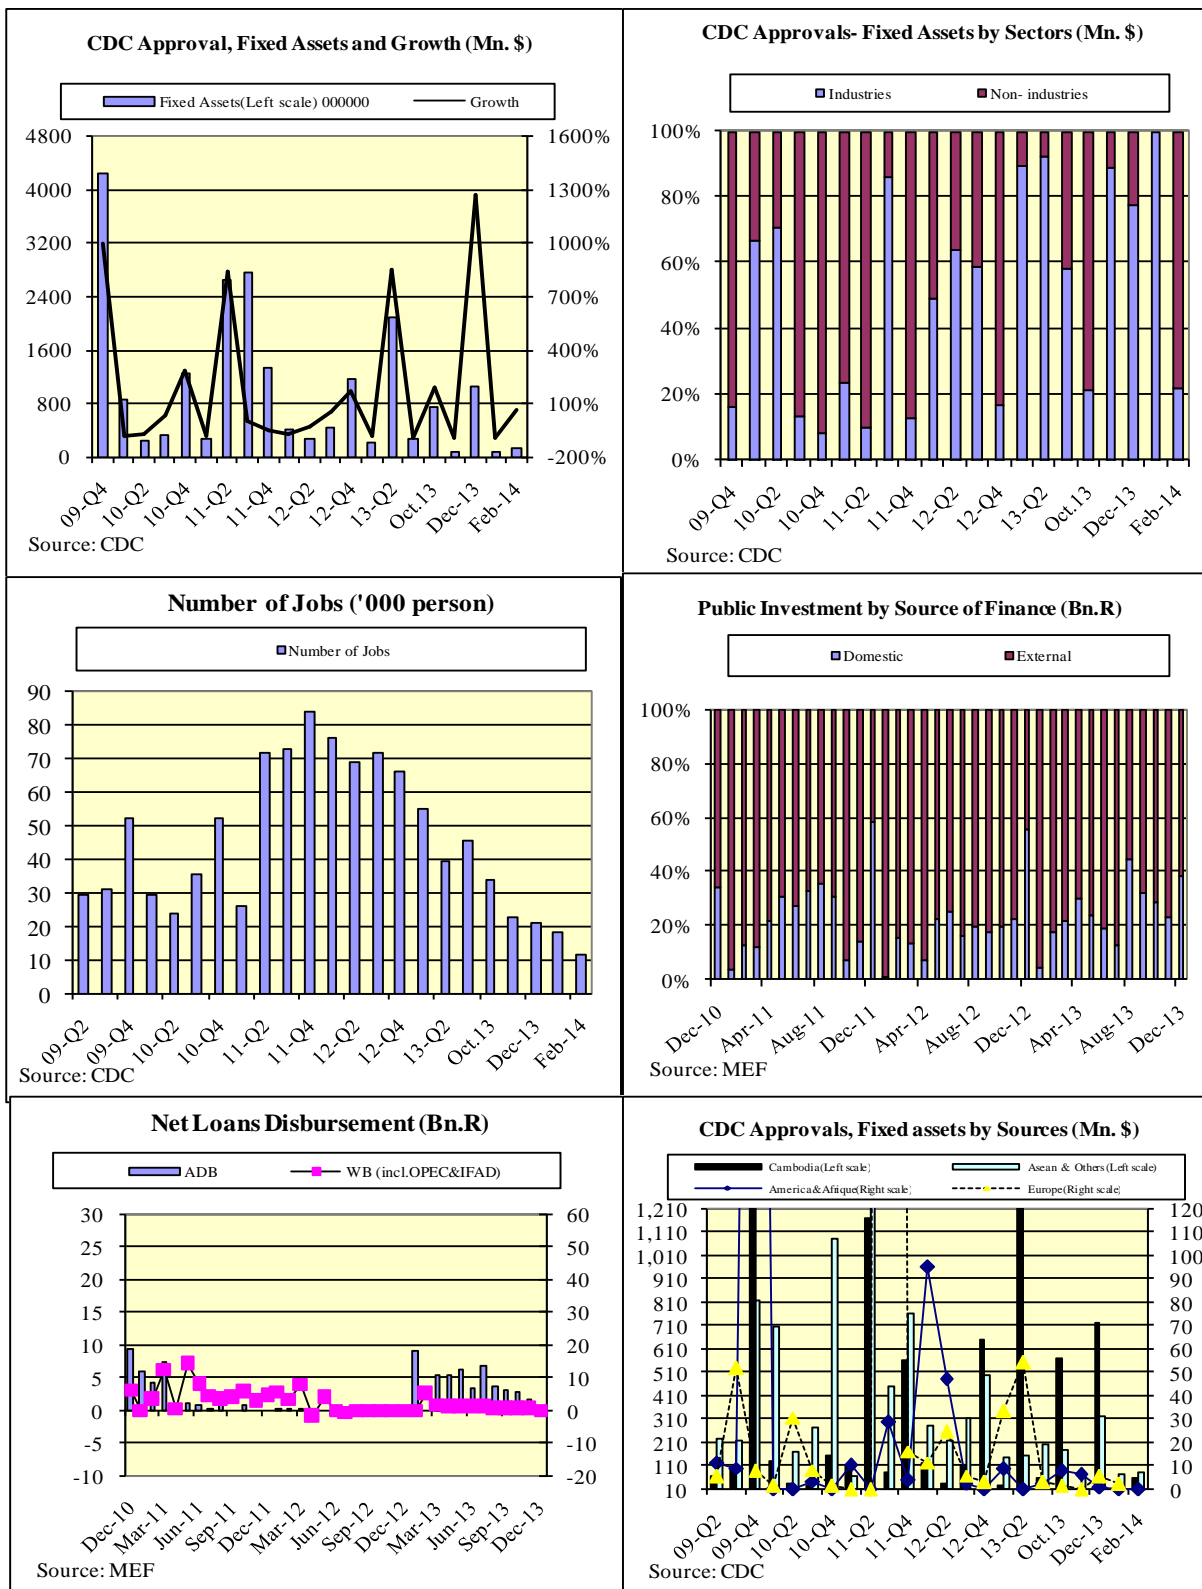 CDC Approval, Fixed Assets and Growth (Mn. $)
Fixed Assets(Left scale) 000000 Growth
4800 1600%
4000 1300%
3200 1000%
2400 700%
1600 400%
800 100%
0 -200%
09-Q4 10-Q2 10-Q4 11-Q2 11-Q4 12-Q2 12-Q4 13-Q2 Oct.13 Dec-13 Feb-14
Source: CDC
CDC Approvals- Fixed Assets by Sectors (Mn. $)
Industries Non- industries
100%
80%
60%
40%
20%
0%
09-Q4 10-Q2 10-Q4 11-Q2 11-Q4 12-Q2 12-Q4 13-Q2 Oct.13 Dec-13 Feb-14
Source: CDC
Number of Jobs ('000 person)
Number of Jobs
90
80
70
60
50
40
30
20
10
0
09-Q2 09-Q4 10-Q2 10-Q4 11-Q2 11-Q4 12-Q2 12-Q4 13-Q2 Oct.13 Dec-13 Feb-14
Source: CDC
Public Investment by Source of Finance (Bn.R)
Domestic External
100%
80%
60%
40%
20%
0%
Dec-10 Apr-11 Aug-11 Dec-11 Apr-12 Aug-12 Dec-12 Apr-13 Aug-13 Dec-13
Source: MEF
Net Loans Disbursement (Bn.R)
ADB WB (incl.OPEC&IFAD)
30 60
25 50
20 40
15 30
10 20
5 10
0 0
-5 -10
-10 -20
Dec-10 Mar-11 Jun-11 Sep-11 Dec-11 Mar-12 Jun-12 Sep-12 Dec-12 Mar-13 Jun-13 Sep-13 Dec-13
Source: MEF
CDC Approvals, Fixed assets by Sources (Mn. $)
Cambodia(Left scale) Asean & Others(Left scale)
America&Afrique(Right scale) Europe(Right scale)
1,210 120
1,110 110
1,010 100
910 90
810 80
710 70
610 60
510 50
410 40
310 30
210 20
110 10
10 0
09-Q2 09-Q4 10-Q2 10-Q4 11-Q2 11-Q4 12-Q2 12-Q4 13-Q2 Oct.13 Dec-13 Feb-14
Source: CDC